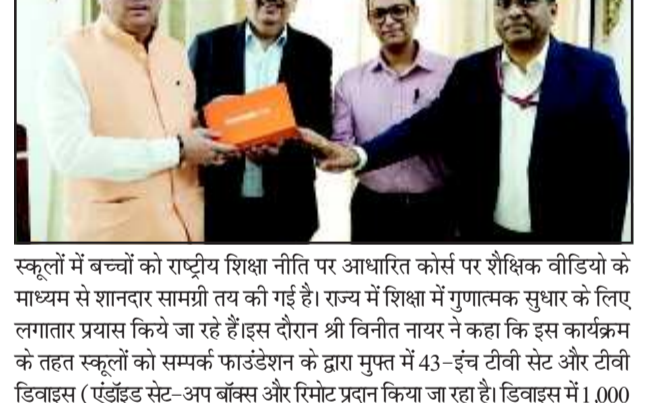 स्कूलों में बच्चों को राष्ट्रीय शिक्षा नीति पर आधारित कोर्स पर शैक्षिक वीडियो के
माध्यम से शानदार सामग्री तय की गई है। राज्य में शिक्षा में गुणात्मक सुधार के लिए
लगातार प्रयास किये जा रहे हैं।इस दौरान श्री विनीत नायर ने कहा कि इस कार्यक्रम
के तहत स्कूलों को सम्पर्क फाउंडेशन के द्वारा मुफ्त में 43-इंच टीवी सेट और टीवी
डिवाइस ( एंडॉइड सेट-अप बॉक्स और रिमोट प्रदान किया जा रहा है। डिवाइस में 1,000